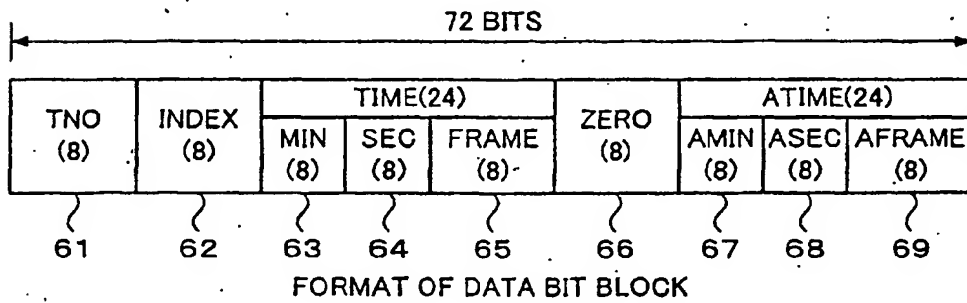 72 BITS
TIME(24) ATIME(24)
TNO INDEX ZERO
MIN SEC FRAME AMIN ASEC AFRAME
(8) (8) (8)
(8) (8) (8) (8) (8) (8)
61 62 63 64 65 66 67 68 69
FORMAT OF DATA BIT BLOCK